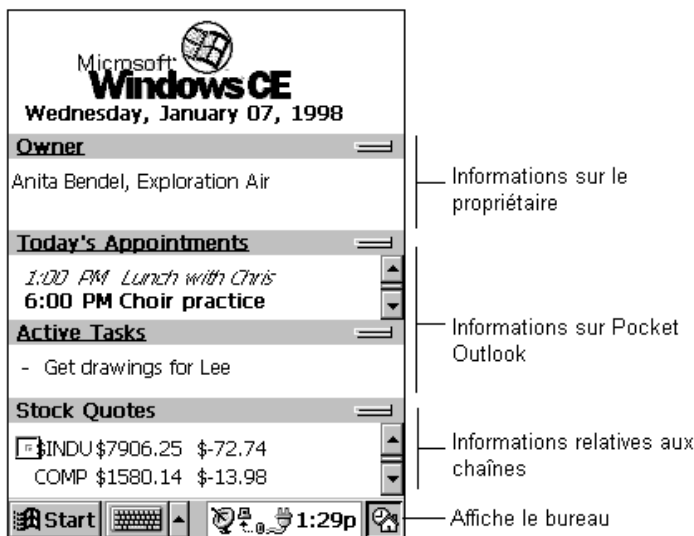 Microsoft®
Windows CE
Wednesday, January 07, 1998
Owner
Anita Bendel, Exploration Air
Informations sur le
propriétaire
Today's Appointments
1:00 PM Lunch with Chris
6:00 PM Choir practice
Active Tasks
- Get drawings for Lee
Informations sur Pocket
Outlook
Stock Quotes
$INDU $7906.25 $-72.74
COMP $1580.14 $-13.98
Informations relatives aux
chaînes
Start
1:29p
Affiche le bureau